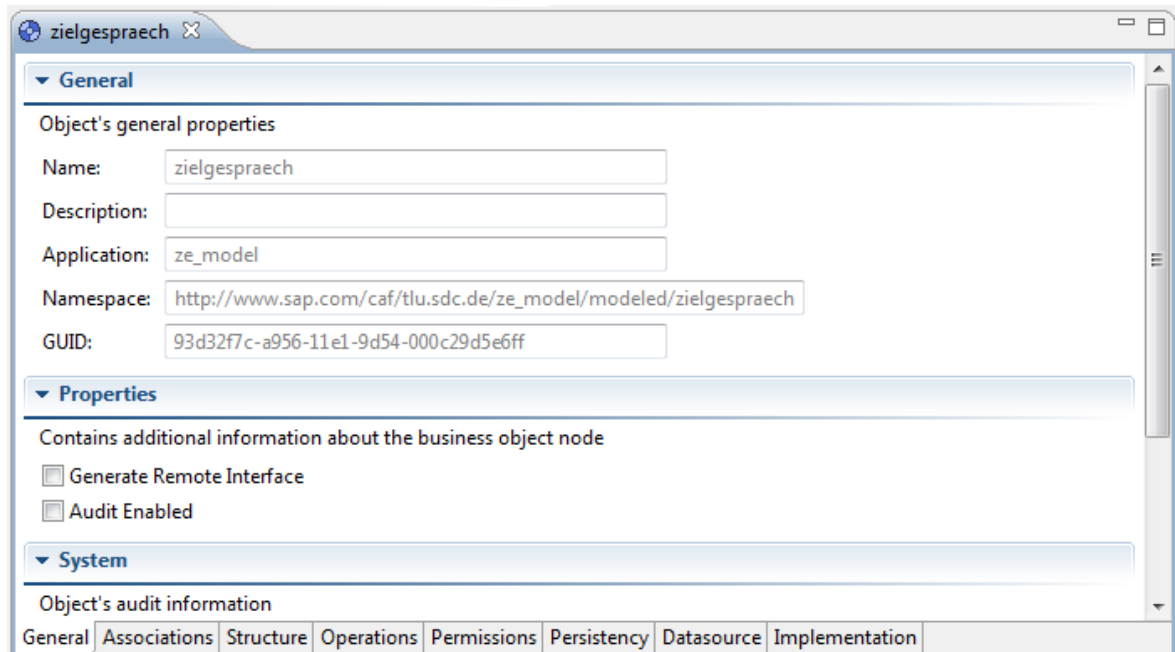 zielgespraech
General
Object's general properties
Name: zielgespraech
Description:
Application: ze_model
Namespace: http://www.sap.com/caf/tlu.sdc.de/ze_model/modeled/zielgespraech
GUID: 93d32f7c-a956-11e1-9d54-000c29d5e6ff
Properties
Contains additional information about the business object node
Generate Remote Interface
Audit Enabled
System
Object's audit information
General Associations Structure Operations Permissions Persistency Datasource Implementation